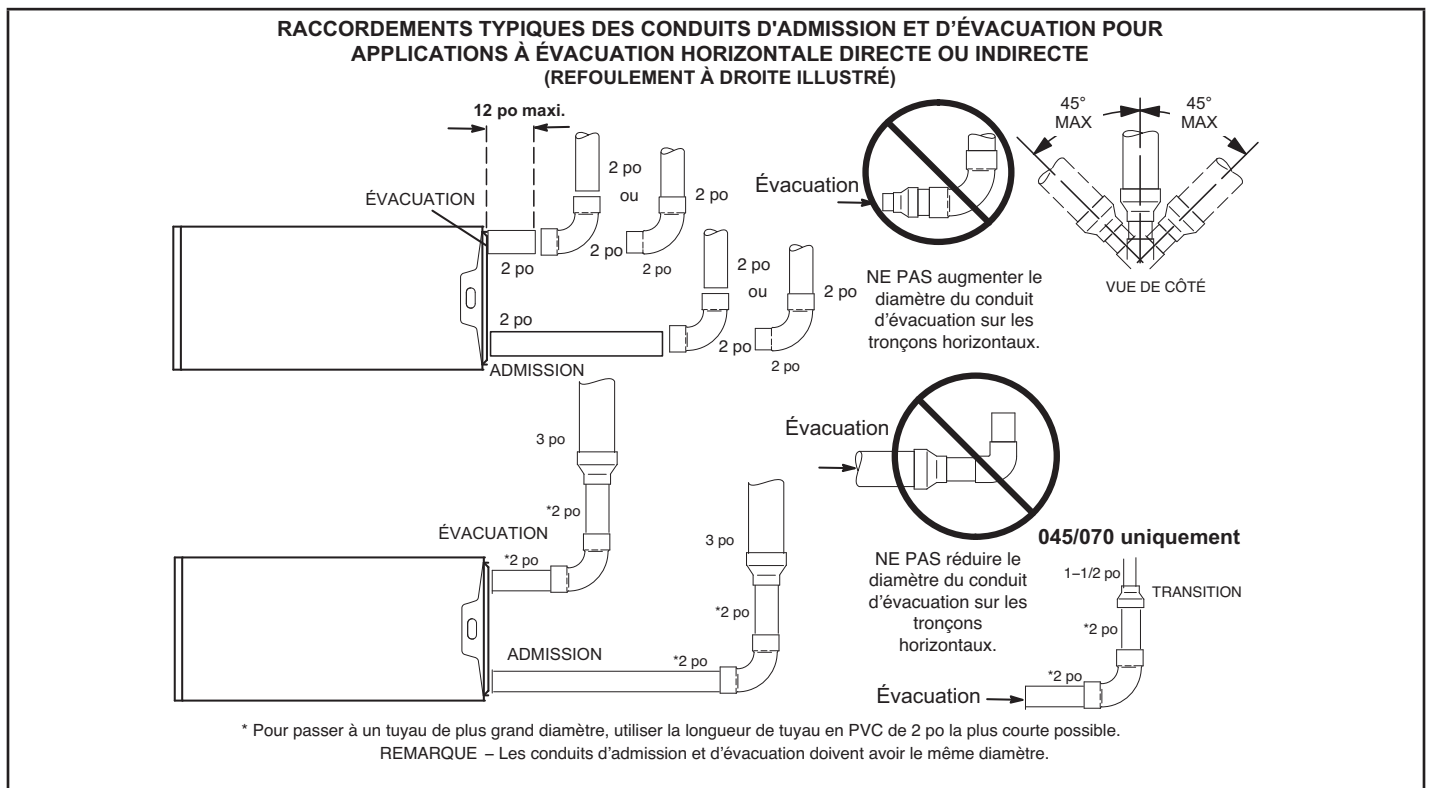 RACCORDEMENTS TYPIQUES DES CONDUITS D'ADMISSION ET D’ÉVACUATION POUR
APPLICATIONS À ÉVACUATION HORIZONTALE DIRECTE OU INDIRECTE
(REFOULEMENT À DROITE ILLUSTRÉ)
12 po maxi.
ÉVACUATION
2 po
2 po
ou
2 po
2 po
2 po
2 po
2 po
ADMISSION
2 po
ou
2 po
2 po
2 po
Évacuation
NE PAS augmenter le
diamètre du conduit
d’évacuation sur les
tronçons horizontaux.
45°
MAX
45°
MAX
VUE DE CÔTÉ
3 po
*2 po
ÉVACUATION
*2 po
3 po
*2 po
ADMISSION
*2 po
Évacuation
NE PAS réduire le
diamètre du conduit
d’évacuation sur les
tronçons
horizontaux.
045/070 uniquement
1–1/2 po
TRANSITION
*2 po
*2 po
Évacuation
* Pour passer à un tuyau de plus grand diamètre, utiliser la longueur de tuyau en PVC de 2 po la plus courte possible.
REMARQUE – Les conduits d’admission et d’évacuation doivent avoir le même diamètre.